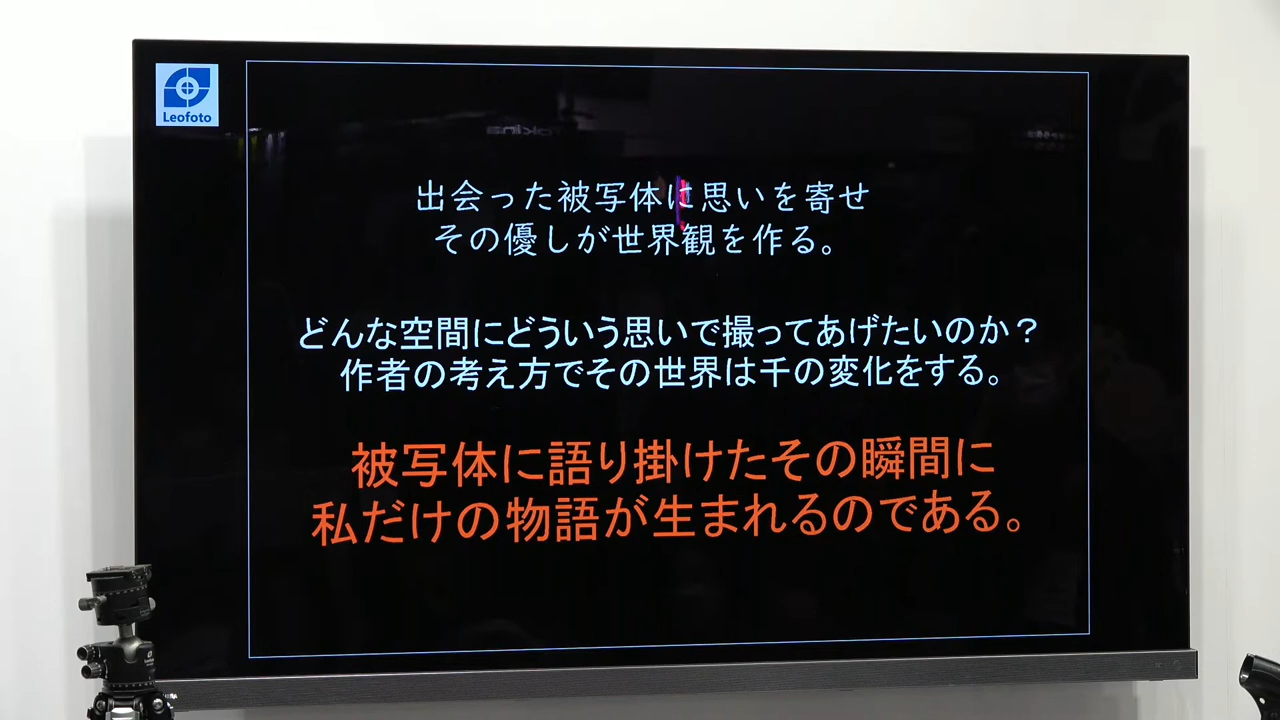 Leofoto
出会った被写体に思いを寄せ
その優しが世界観を作る。
どんな空間にどういう思いで撮ってあげたいのか？
作者の考え方でその世界は千の変化をする。
被写体に語り掛けたその瞬間に
私だけの物語が生まれるのである。
Leofoto